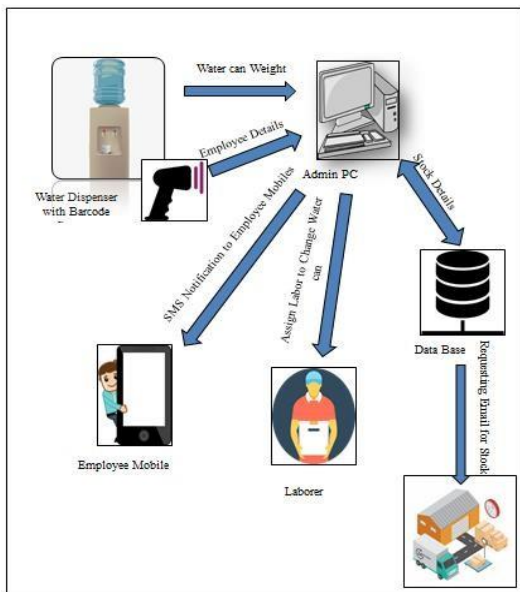 Water can Weight
Employee Details
Water Dispenser
with Barcode
Admin PC
Stock Details
SMS Notification to Employee Mobiles
Assign Labor to Change Water
can
Data Base
Requesting Email for Stock
Employee Mobile
Laborer